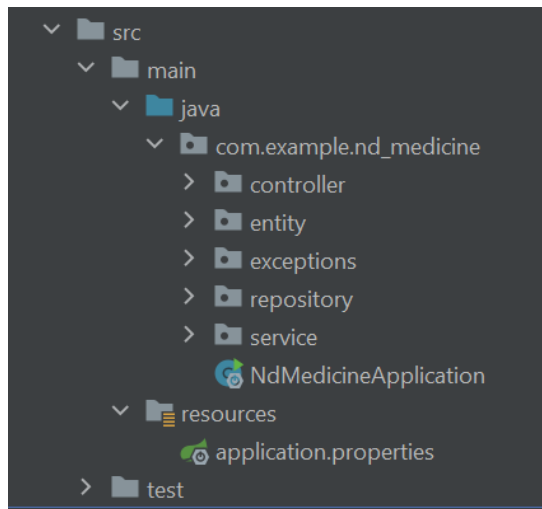 src
main
java
com.example.nd_medicine
controller
entity
exceptions
repository
service
NdMedicineApplication
resources
application.properties
test